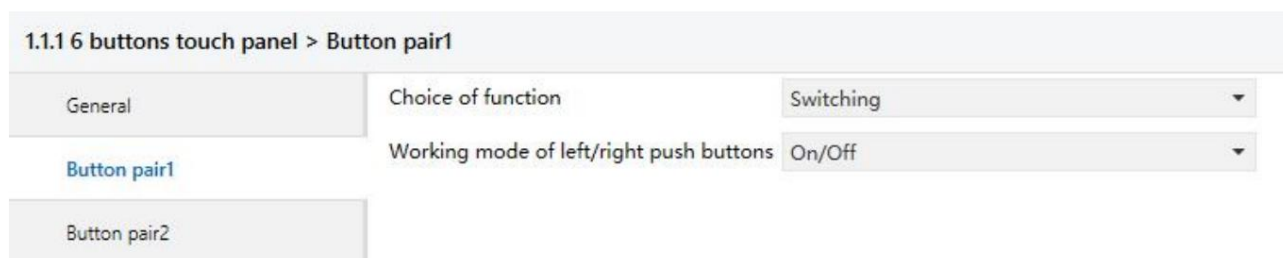 1.1.1 6 buttons touch panel > Button pair1
General
Choice of function Switching
Button pair1
Working mode of left/right push buttons On/Off
Button pair2